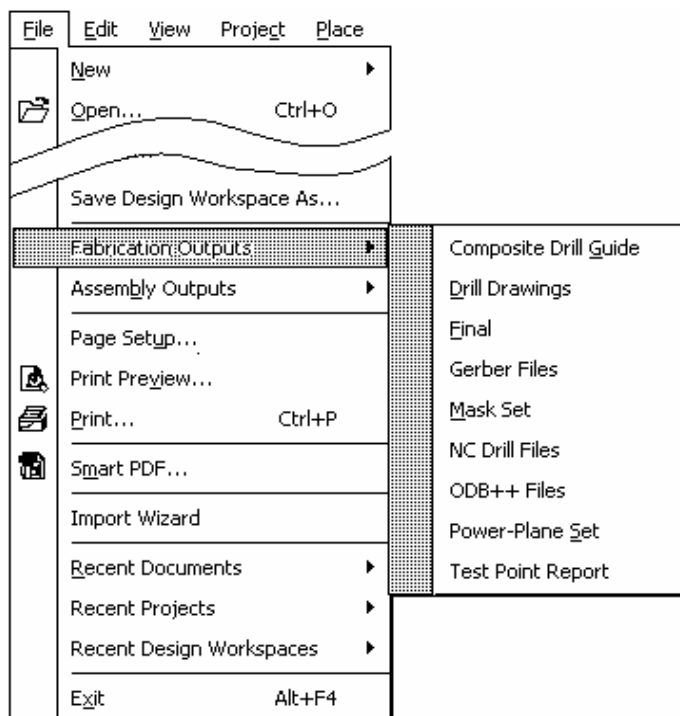 File Edit View Project Place
New
Open... Ctrl+O
Save Design Workspace As...
Fabrication Outputs
Assembly Outputs
Page Setup...
Print Preview...
Print... Ctrl+P
Smart PDF...
Import Wizard
Recent Documents
Recent Projects
Recent Design Workspaces
Exit Alt+F4
Composite Drill Guide
Drill Drawings
Final
Gerber Files
Mask Set
NC Drill Files
ODB++ Files
Power-Plane Set
Test Point Report